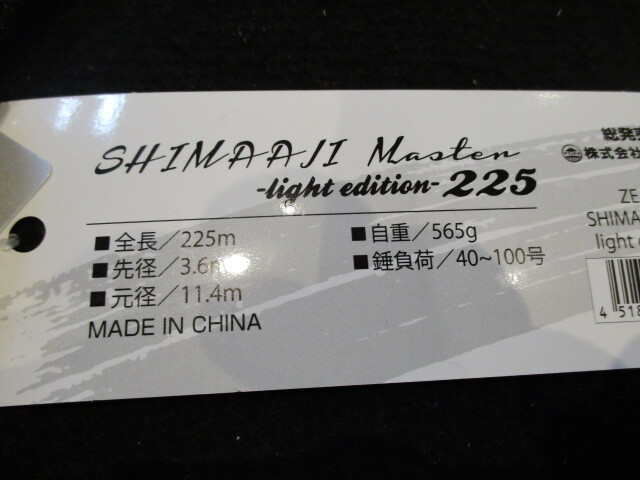 SHIMAAJI Master
-light edition- 225
■全長／225m
■先径／3.6m
■元径／11.4m
MADE IN CHINA
■自重／565g
■錘負荷／40~100号
総発
株式会社
ZE
SHIMA
light
4 518